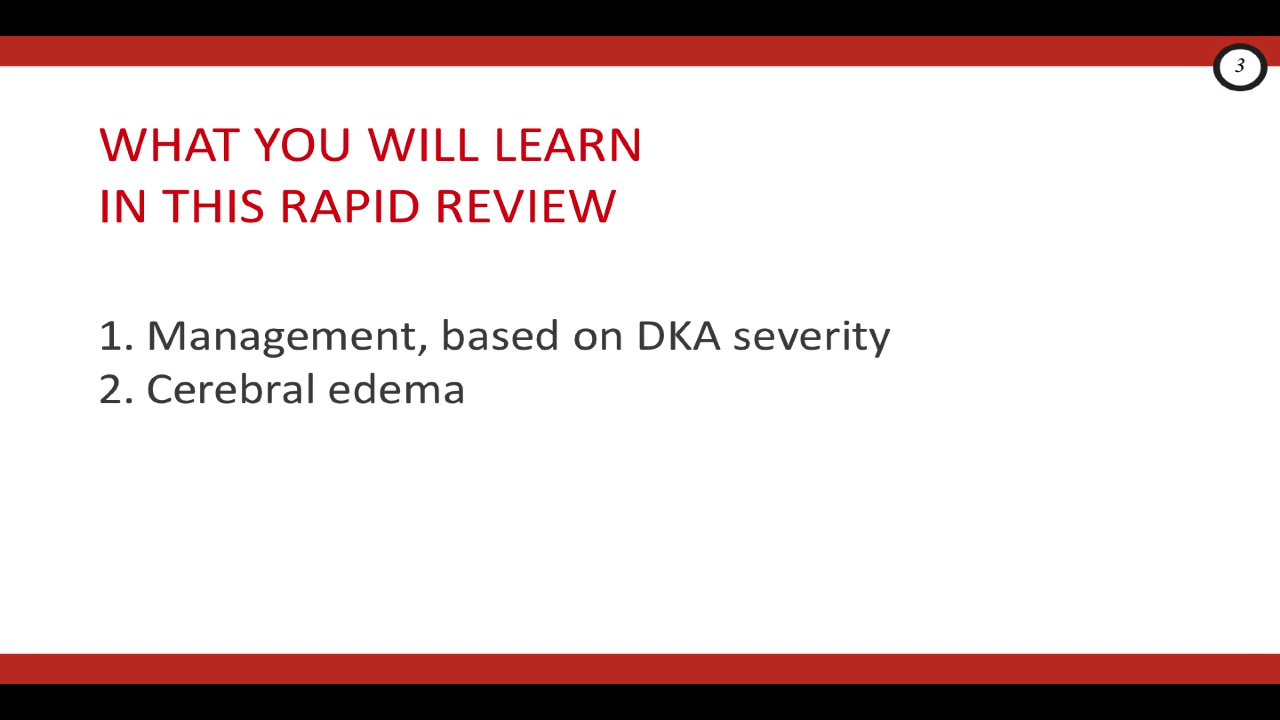 3
WHAT YOU WILL LEARN
IN THIS RAPID REVIEW
1. Management, based on DKA severity
2. Cerebral edema